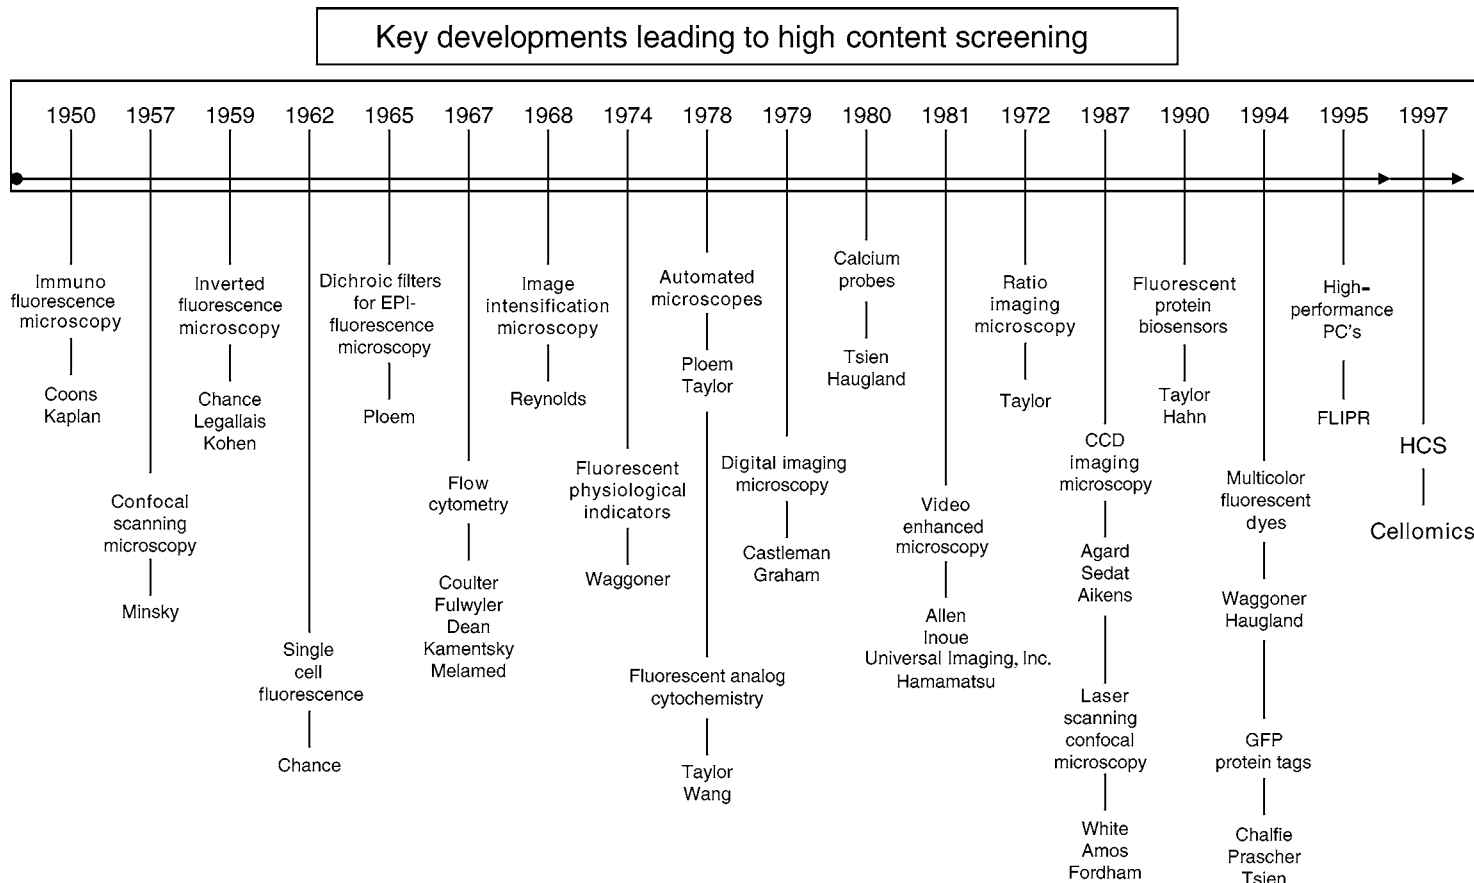 Key developments leading to high content screening
1950 1957 1959 1962 1965 1967 1968 1974 1978 1979 1980 1981 1972 1987 1990 1994 1995 1997
Immuno
fluorescence
microscopy
Coons
Kaplan
Confocal
scanning
microscopy
Minsky
Inverted
fluorescence
microscopy
Chance
Legallais
Kohen
Single
cell
fluorescence
Chance
Dichroic filters
for EPI-
fluorescence
microscopy
Ploem
Flow
cytometry
Coulter
Fulwyler
Dean
Kamentsky
Melamed
Image
intensification
microscopy
Reynolds
Fluorescent
physiological
indicators
Waggoner
Automated
microscopes
Ploem
Taylor
Fluorescent analog
cytochemistry
Taylor
Wang
Digital imaging
microscopy
Castleman
Graham
Calcium
probes
Tsien
Haugland
Video
enhanced
microscopy
Allen
Inoue
Universal Imaging, Inc.
Hamamatsu
Ratio
imaging
microscopy
Taylor
CCD
imaging
microscopy
Agard
Sedat
Aikens
Laser
scanning
confocal
microscopy
White
Amos
Fordham
Fluorescent
protein
biosensors
Taylor
Hahn
Multicolor
fluorescent
dyes
Waggoner
Haugland
GFP
protein tags
Chalfie
Prascher
Tsien
High-
performance
PC's
FLIPR
HCS
Cellomics